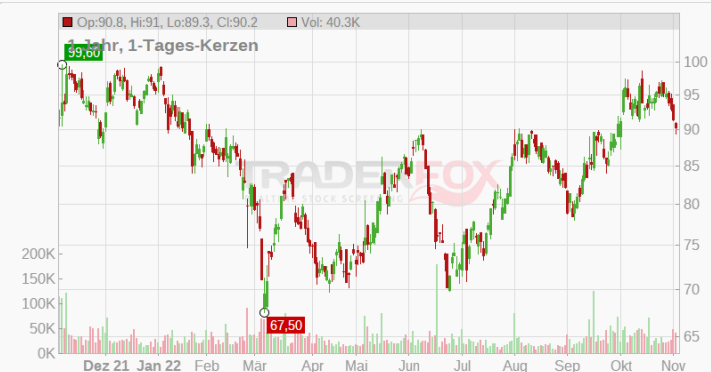 Op:90.8, Hi:91, Lo:89.3, Cl:90.2 Vol: 40.3K
1 Jahr, 1-Tages-Kerzen
99,60
100
95
90
85
TRADERFOX
80
75
200K
150K
70
100K
67,50
50K
65
0K
Dez 21 Jan 22 Feb Mär Apr Mai Jun Jul Aug Sep Okt Nov